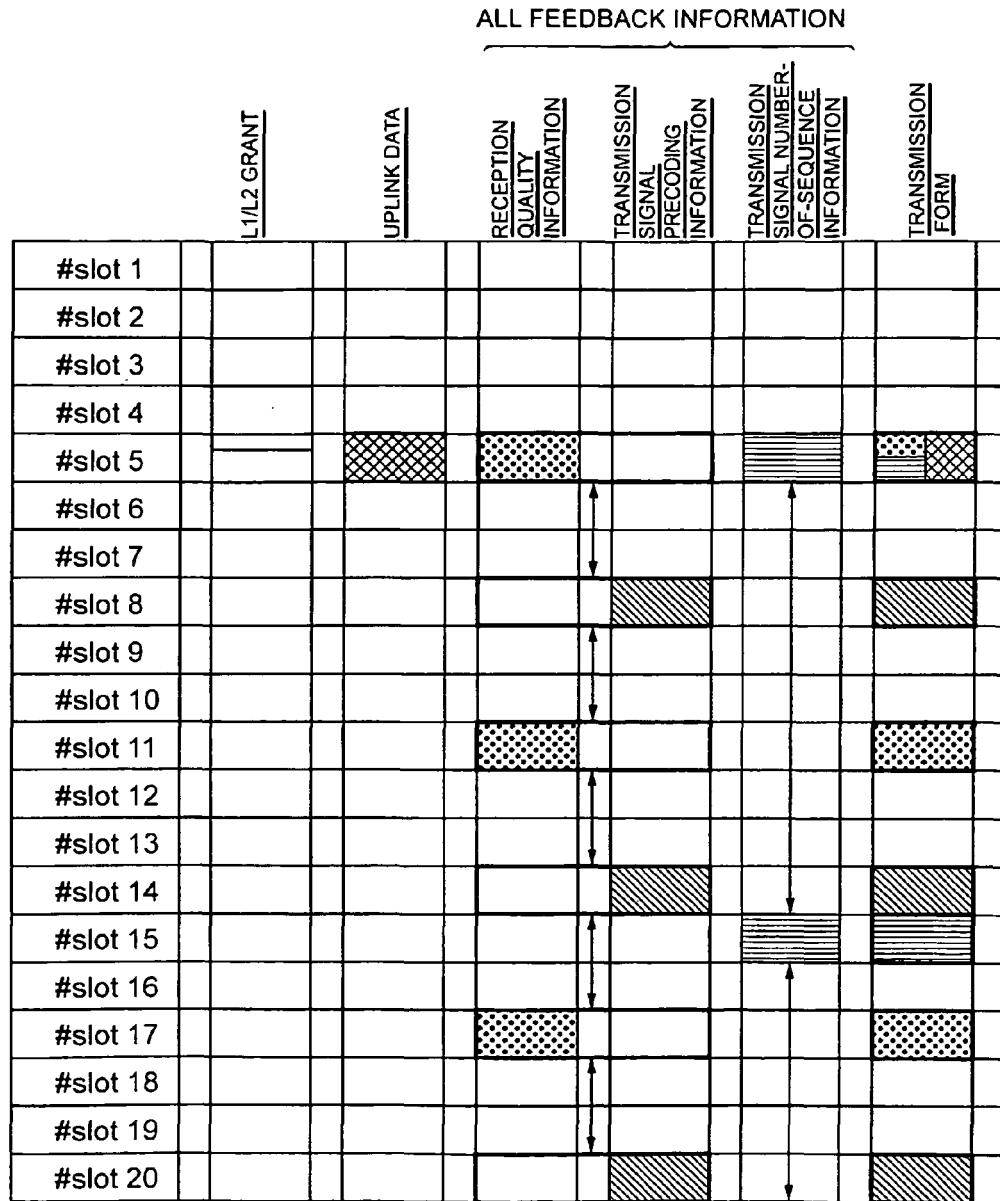 ALL FEEDBACK INFORMATION
L1/L2 GRANT
UPLINK DATA
RECEPTION
QUALITY
INFORMATION
TRANSMISSION
SIGNAL
PRECODING
INFORMATION
TRANSMISSION
SIGNAL NUMBER-
OF-SEQUENCE
INFORMATION
TRANSMISSION
FORM
#slot 1
#slot 2
#slot 3
#slot 4
#slot 5
#slot 6
#slot 7
#slot 8
#slot 9
#slot 10
#slot 11
#slot 12
#slot 13
#slot 14
#slot 15
#slot 16
#slot 17
#slot 18
#slot 19
#slot 20